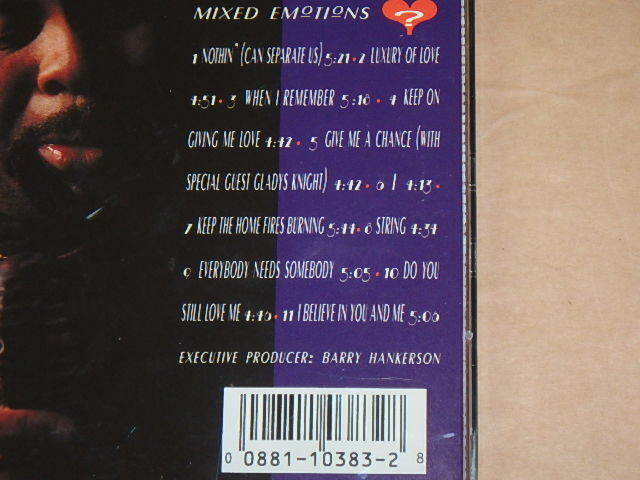 MIXED EMOTIONS ?
1 NOTHIN' (CAN SEPARATE US) 5:21 • 2 LUXURY OF LOVE
4:51 • 3 WHEN I REMEMBER 5:18 • 4 KEEP ON
GIVING ME LOVE 4:42 • 5 GIVE ME A CHANCE (WITH
SPECIAL GUEST GLADYS KNIGHT) 4:42 • 6 I 4:13 •
7 KEEP THE HOME FIRES BURNING 5:44 • 8 STRING 4:34
9 EVERYBODY NEEDS SOMEBODY 5:05 • 10 DO YOU
STILL LOVE ME 4:46 • 11 I BELIEVE IN YOU AND ME 5:06
EXECUTIVE PRODUCER: BARRY HANKERSON
0 0881-10383-2 8